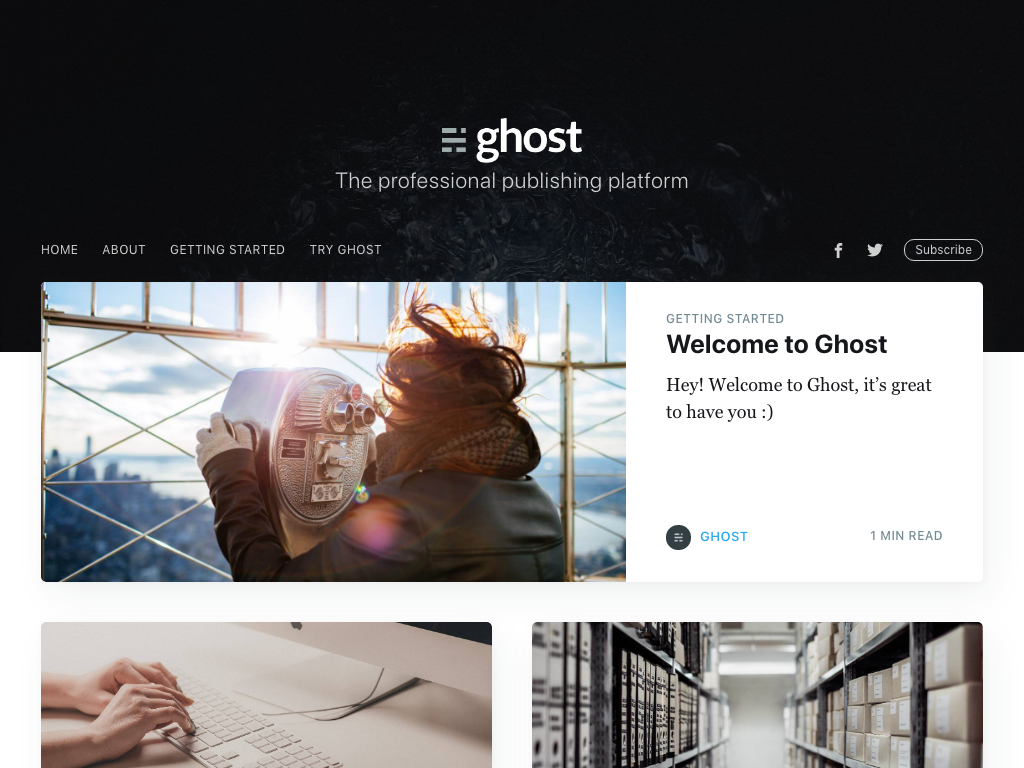 ghost
The professional publishing platform
HOME ABOUT GETTING STARTED TRY GHOST Subscribe
GETTING STARTED
Welcome to Ghost
Hey! Welcome to Ghost, it’s great
to have you :)
GHOST 1 MIN READ